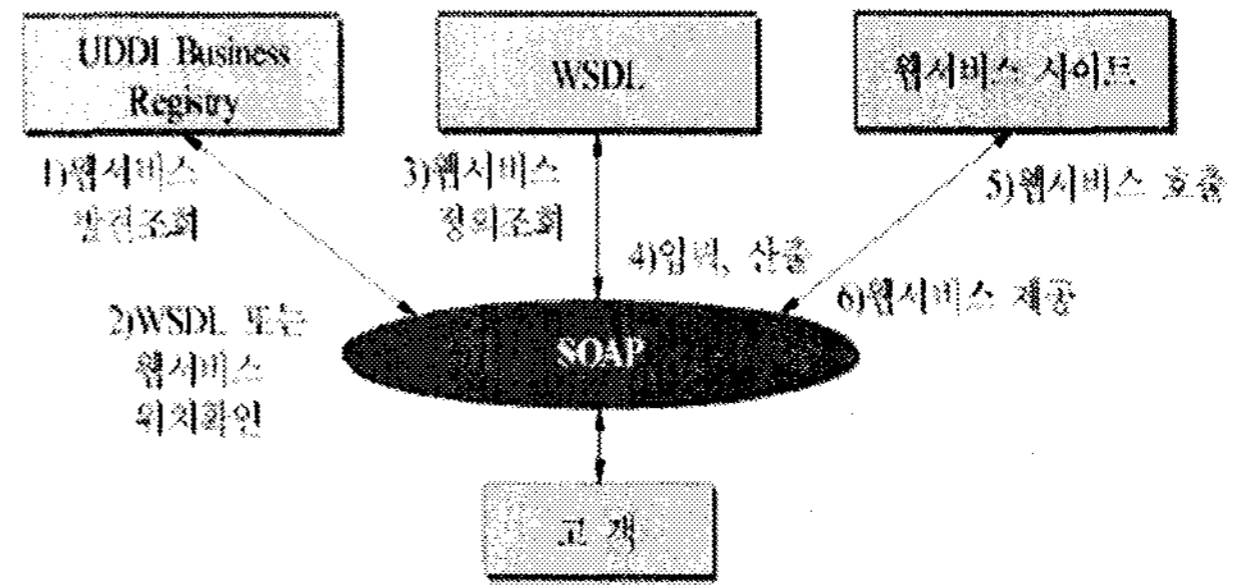 UDDI Business
Registry
WSDL
웹서비스 사이트
1)웹서비스
발견조회
3)웹서비스
정의조회
5)웹서비스 호출
4)입력, 산출
2)WSDL 또는
웹서비스
위치확인
6)웹서비스 제공
SOAP
고 객